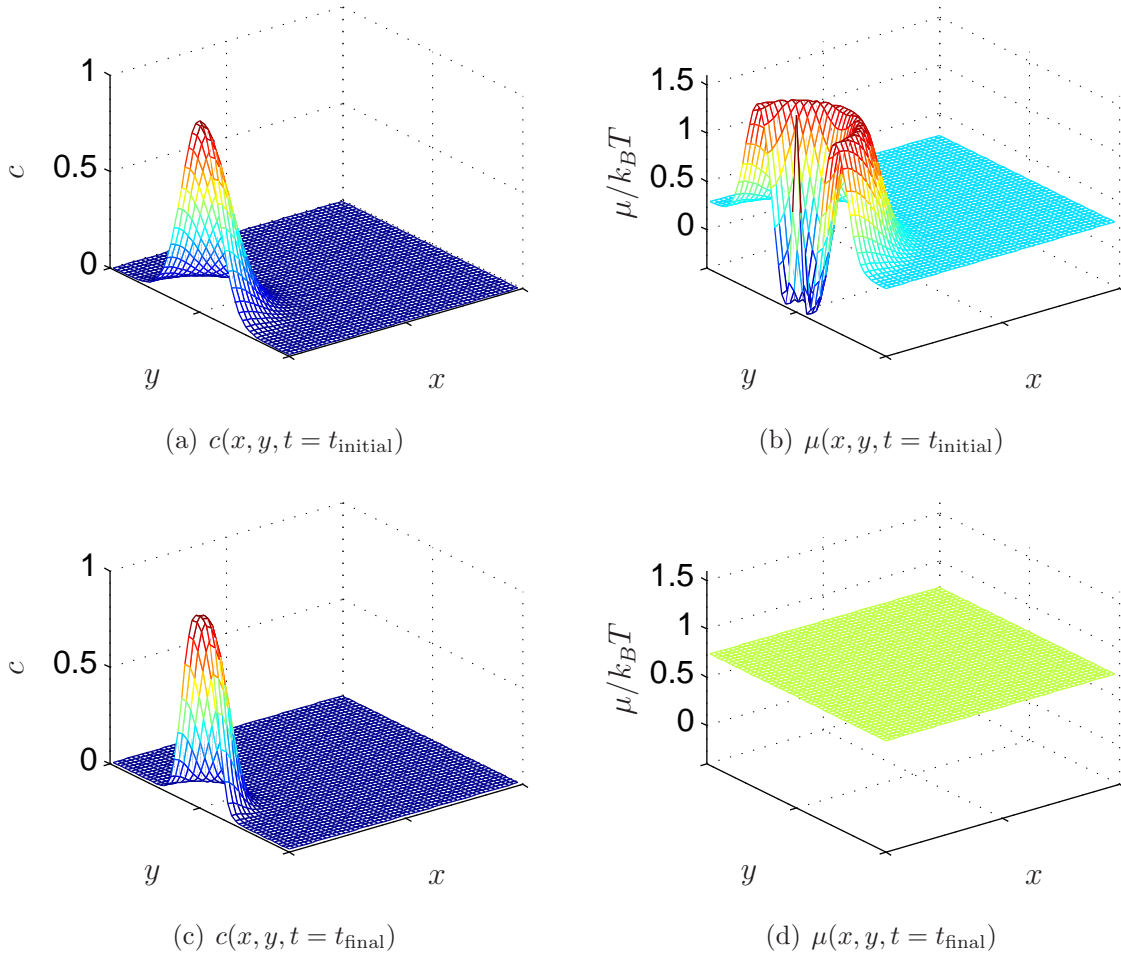 1
0.5
0
c
y
x
(a) c(x, y, t = t_initial)
1.5
1
0.5
0
μ/k_BT
y
x
(b) μ(x, y, t = t_initial)
1
0.5
0
c
y
x
(c) c(x, y, t = t_final)
1.5
1
0.5
0
μ/k_BT
y
x
(d) μ(x, y, t = t_final)